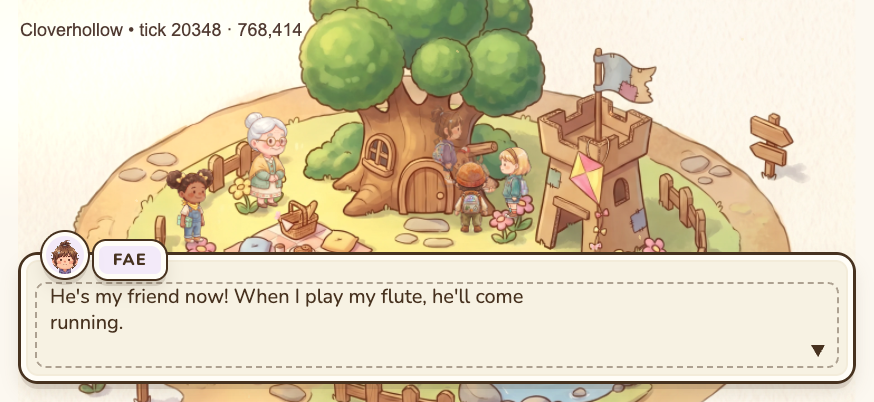 Cloverhollow • tick 20348 · 768,414
FAE
He's my friend now! When I play my flute, he'll come
running.